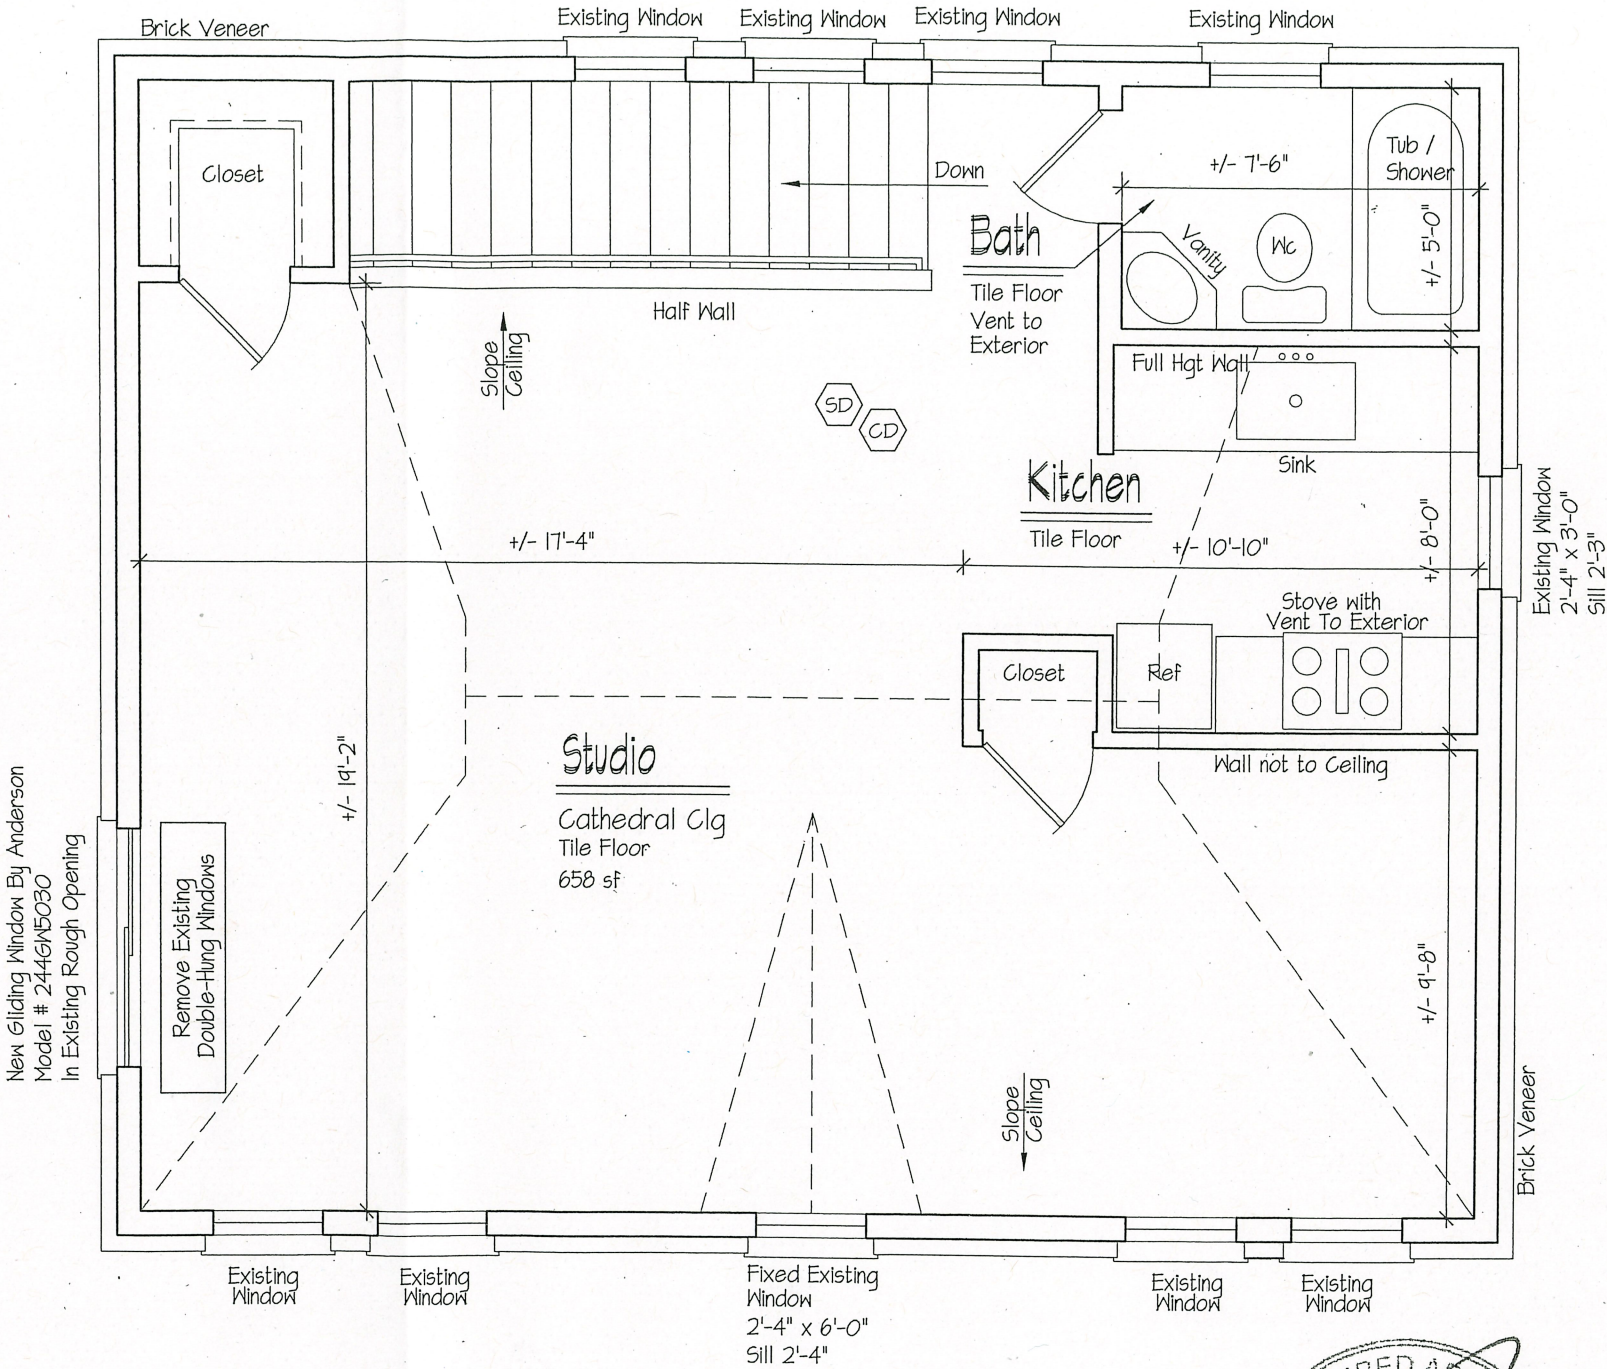 Existing Window
Existing Window
Existing Window
Existing Window
Brick Veneer
Closet
Down
Tub /
Shower
+/- 7'-6"
+/- 5'-0"
Bath
Tile Floor
Vent to
Exterior
Vanity
Wc
Half Wall
Slope
Ceiling
SD
CD
Full Hgt Wall
Sink
Kitchen
Tile Floor
+/- 17'-4"
+/- 10'-10"
+/- 8'-0"
Existing Window
2'-4" x 3'-0"
Sill 2'-3"
Stove with
Vent To Exterior
Closet
Ref
Wall not to Ceiling
+/- 19'-2"
Studio
Cathedral Clg
Tile Floor
658 sf
New Gliding Window By Anderson
Model # 244GW5030
In Existing Rough Opening
Remove Existing
Double-Hung Windows
+/- 9'-8"
Slope
Ceiling
Brick Veneer
Existing
Window
Existing
Window
Fixed Existing
Window
2'-4" x 6'-0"
Sill 2'-4"
Existing
Window
Existing
Window